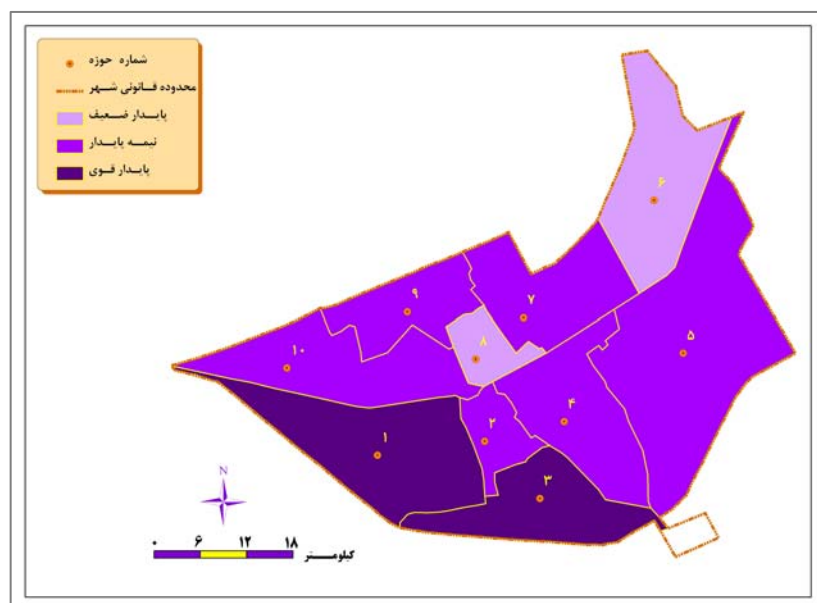 شماره حوزه
محدوده قانونی شهر
پایدار ضعیف
نیمه پایدار
پایدار قوی
۶
۷
۹
۵
۸
۱۰
۴
۲
۱
۳
N
۰ ۶ ۱۲ ۱۸ کیلومتر